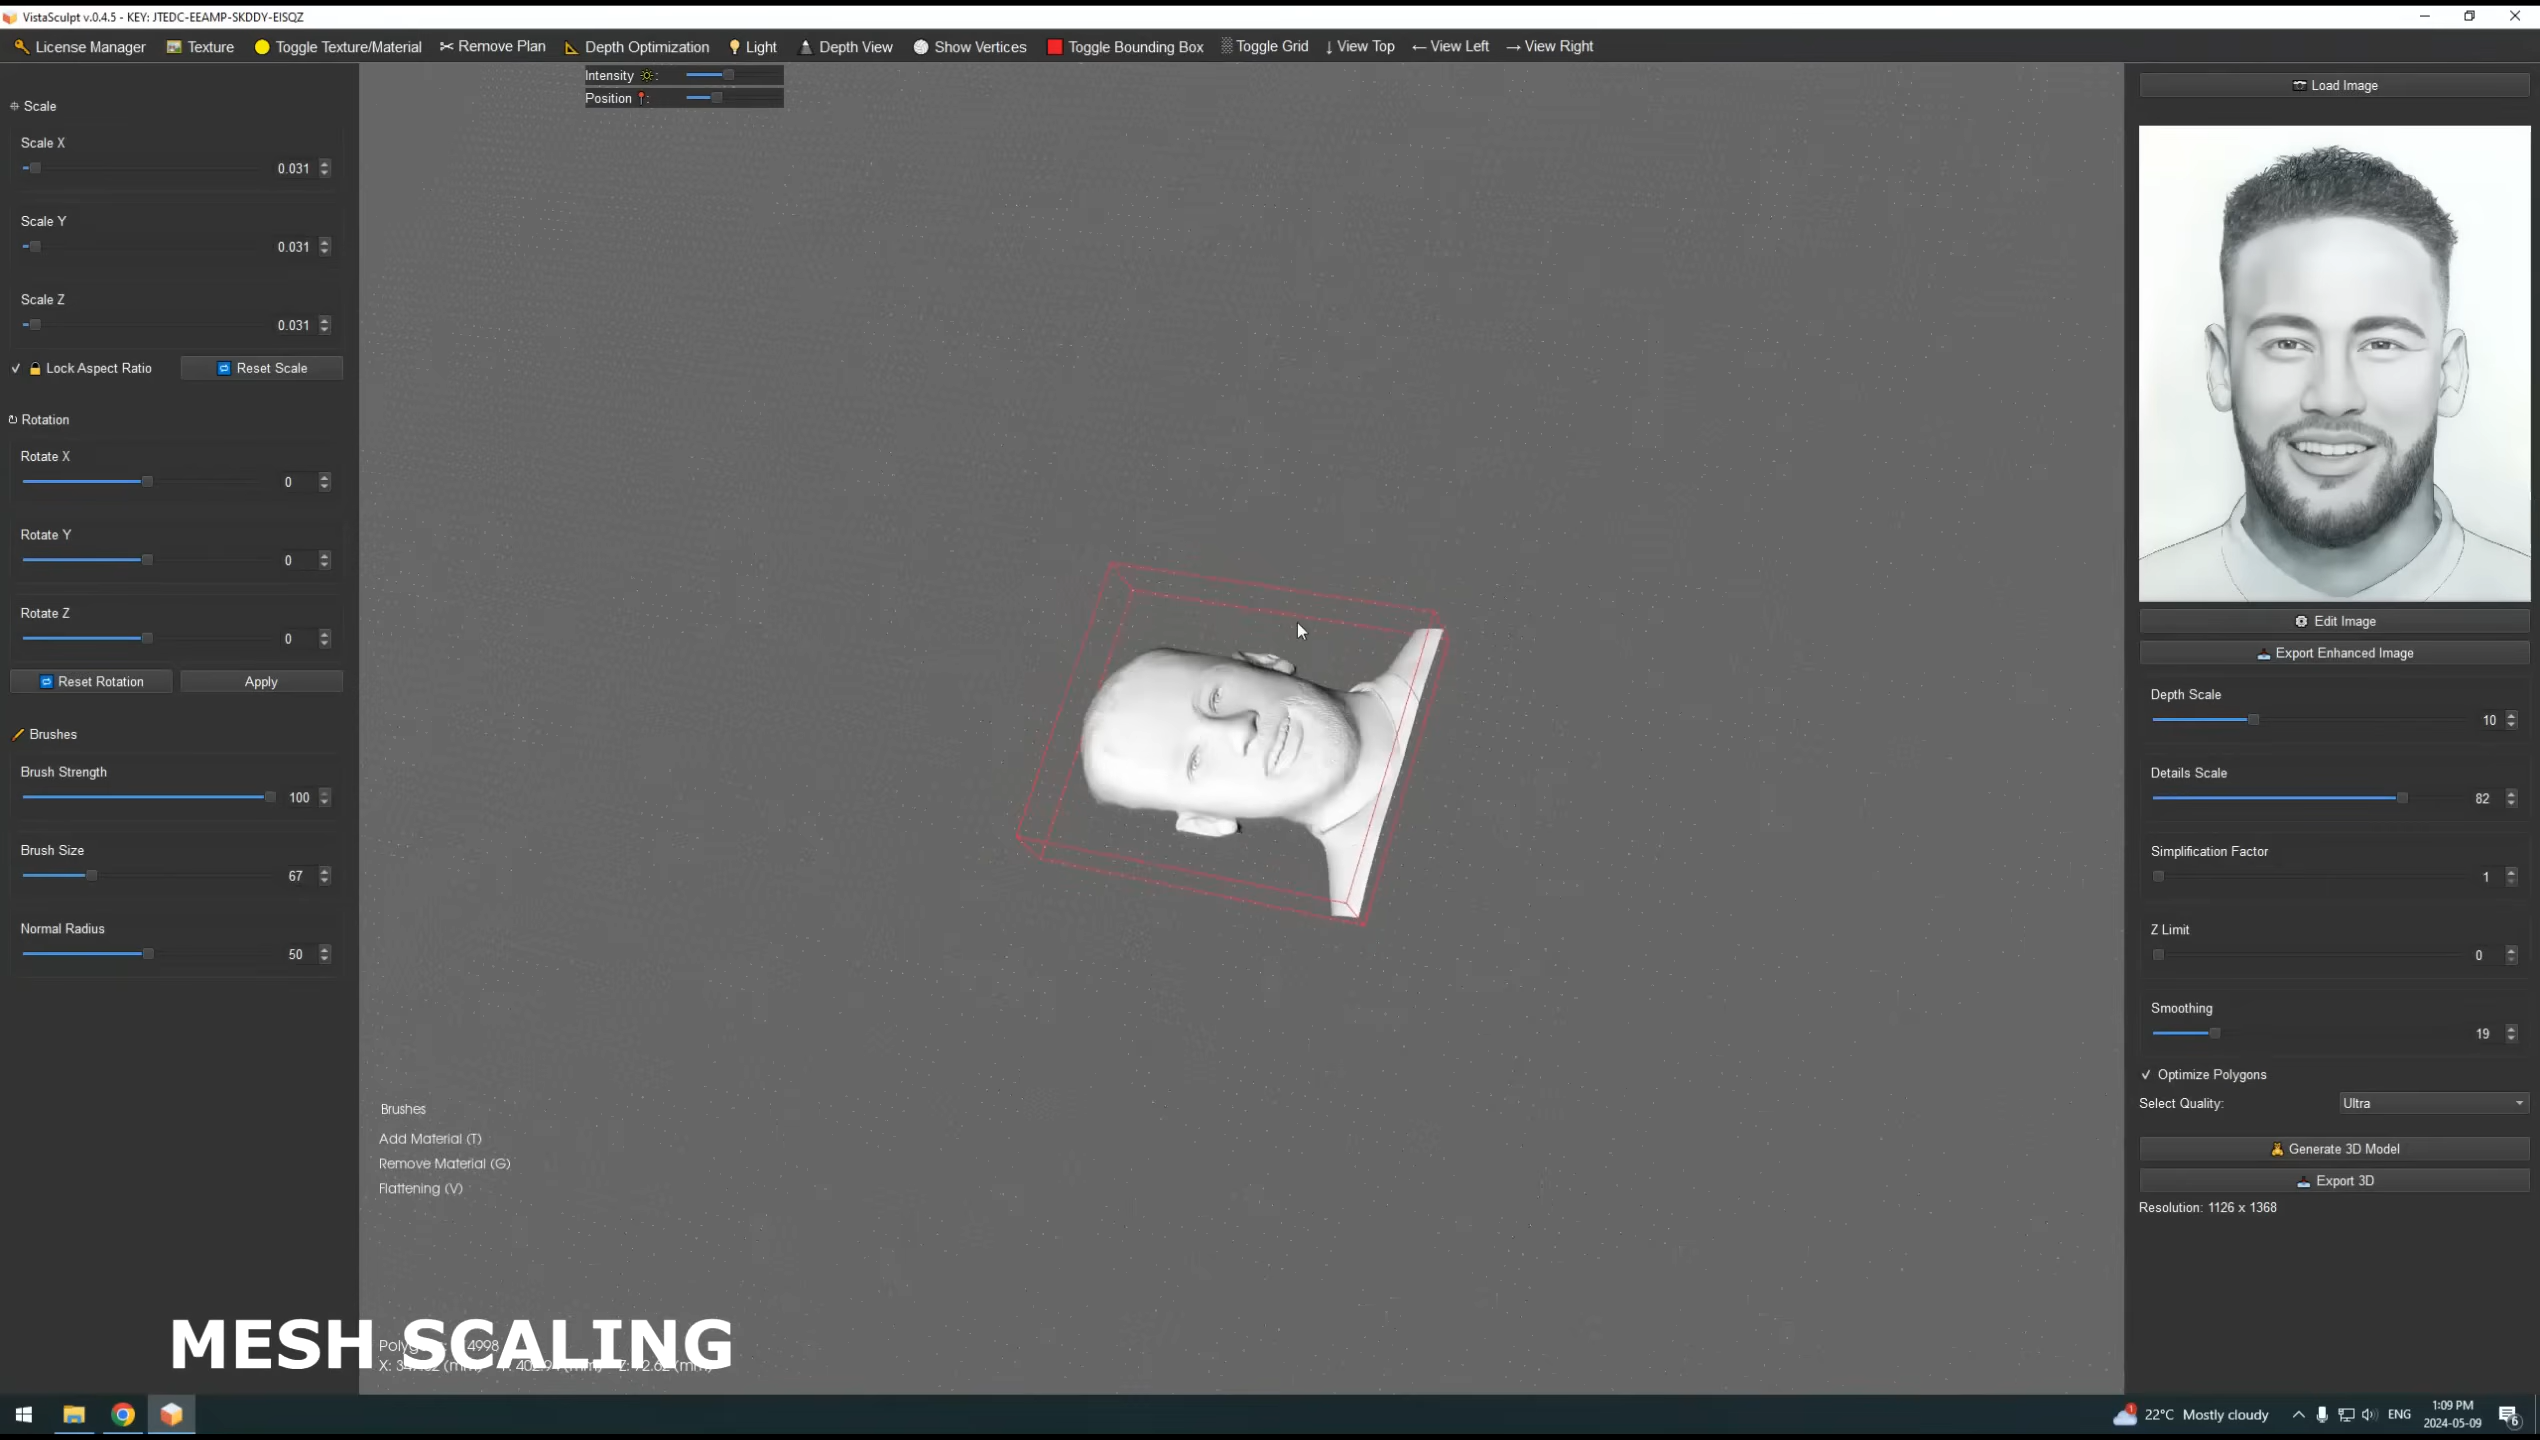 VistaSculpt v.0.4.5 - KEY: JTEDC-EEAMP-SKDDY-EISQZ
License Manager Texture Toggle Texture/Material Remove Plan Depth Optimization Light Depth View Show Vertices Toggle Bounding Box Toggle Grid ↓ View Top ← View Left → View Right
Intensity :
Position :
Scale
Scale X
0.031
Scale Y
0.031
Scale Z
0.031
✓ Lock Aspect Ratio Reset Scale
Rotation
Rotate X
0
Rotate Y
0
Rotate Z
0
Reset Rotation Apply
Brushes
Brush Strength
100
Brush Size
67
Normal Radius
50
Brushes
Add Material (T)
Remove Material (G)
Flattening (V)
MESH SCALING
Load Image
Edit Image
Export Enhanced Image
Depth Scale
10
Details Scale
82
Simplification Factor
1
Z Limit
0
Smoothing
19
✓ Optimize Polygons
Select Quality: Ultra
Generate 3D Model
Export 3D
Resolution: 1126 x 1368
1 22°C Mostly cloudy ENG 1:09 PM
2024-05-09 6